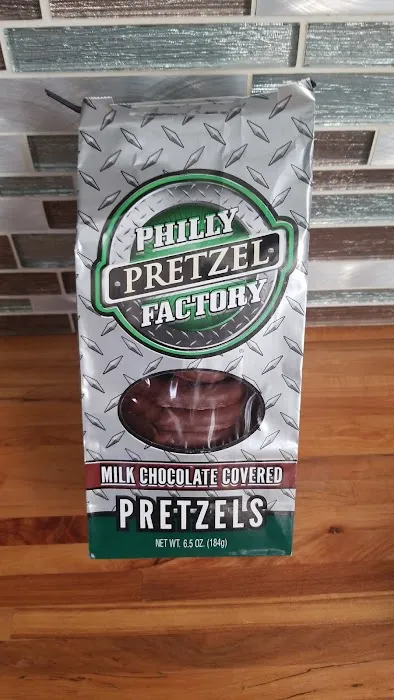 PHILLY
PRETZEL
FACTORY
MILK CHOCOLATE COVERED
PRETZELS
NET WT. 6.5 OZ. (184g)